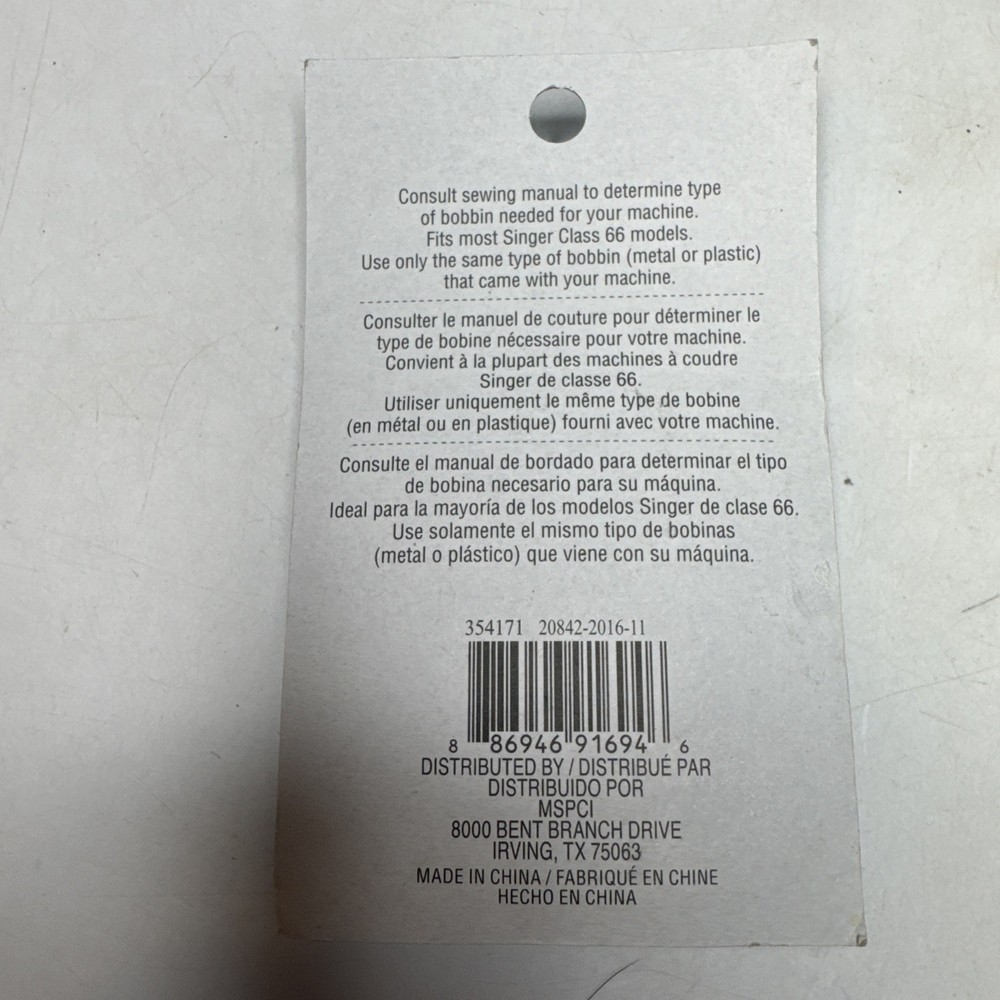 Consult sewing manual to determine type
of bobbin needed for your machine.
Fits most Singer Class 66 models.
Use only the same type of bobbin (metal or plastic)
that came with your machine.
Consulter le manuel de couture pour déterminer le
type de bobine nécessaire pour votre machine.
Convient à la plupart des machines à coudre
Singer de classe 66.
Utiliser uniquement le même type de bobine
(en métal ou en plastique) fourni avec votre machine.
Consulte el manual de bordado para determinar el tipo
de bobina necesario para su máquina.
Ideal para la mayoría de los modelos Singer de clase 66.
Use solamente el mismo tipo de bobinas
(metal o plástico) que viene con su máquina.
354171 20842-2016-11
8 86946 91694 6
DISTRIBUTED BY / DISTRIBUÉ PAR
DISTRIBUIDO POR
MSPCI
8000 BENT BRANCH DRIVE
IRVING, TX 75063
MADE IN CHINA / FABRIQUÉ EN CHINE
HECHO EN CHINA